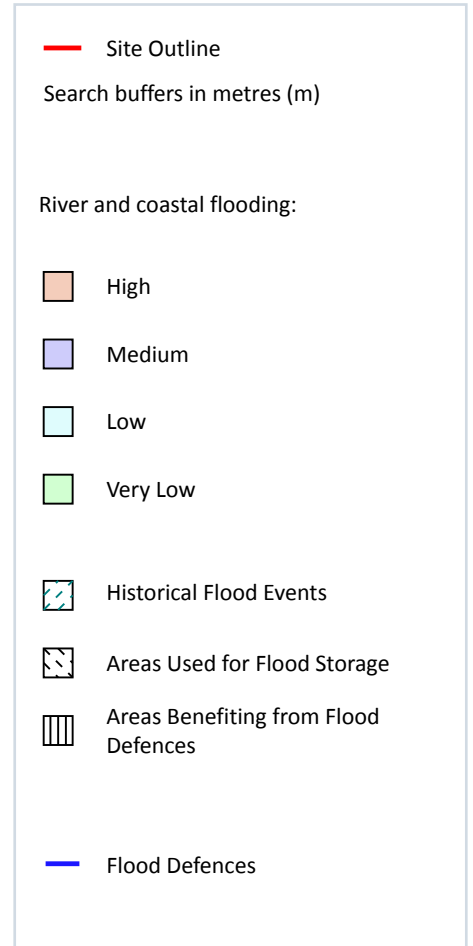 Site Outline
Search buffers in metres (m)
River and coastal flooding:
High
Medium
Low
Very Low
Historical Flood Events
Areas Used for Flood Storage
Areas Benefiting from Flood
Defences
Flood Defences